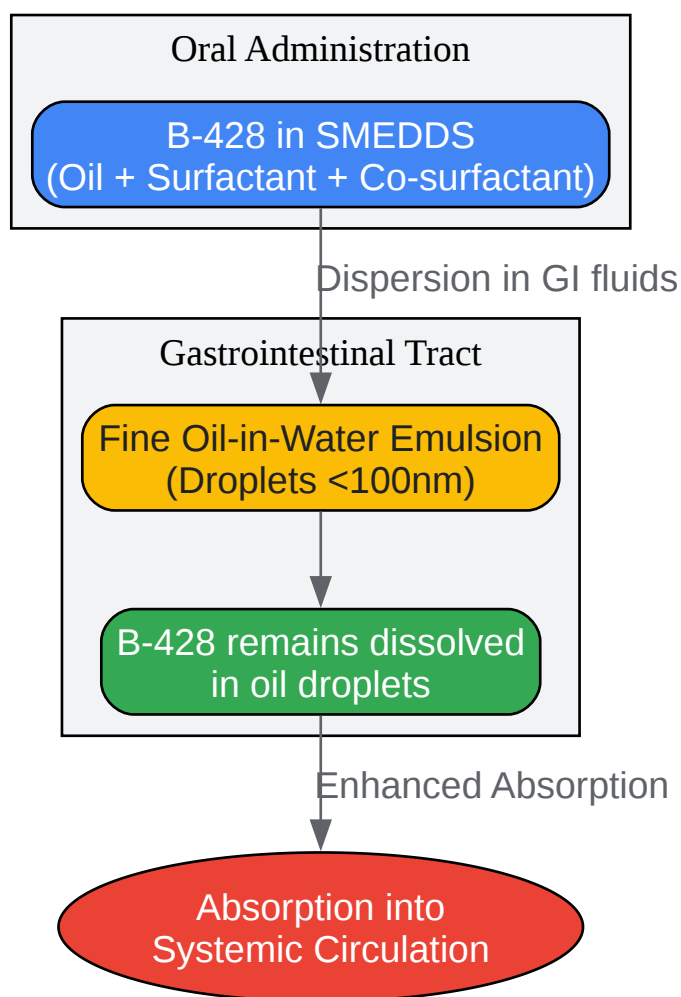 Oral Administration
B-428 in SMEDDS
(Oil + Surfactant + Co-surfactant)
Dispersion in GI fluids
Gastrointestinal Tract
Fine Oil-in-Water Emulsion
(Droplets <100nm)
B-428 remains dissolved
in oil droplets
Enhanced Absorption
Absorption into
Systemic Circulation